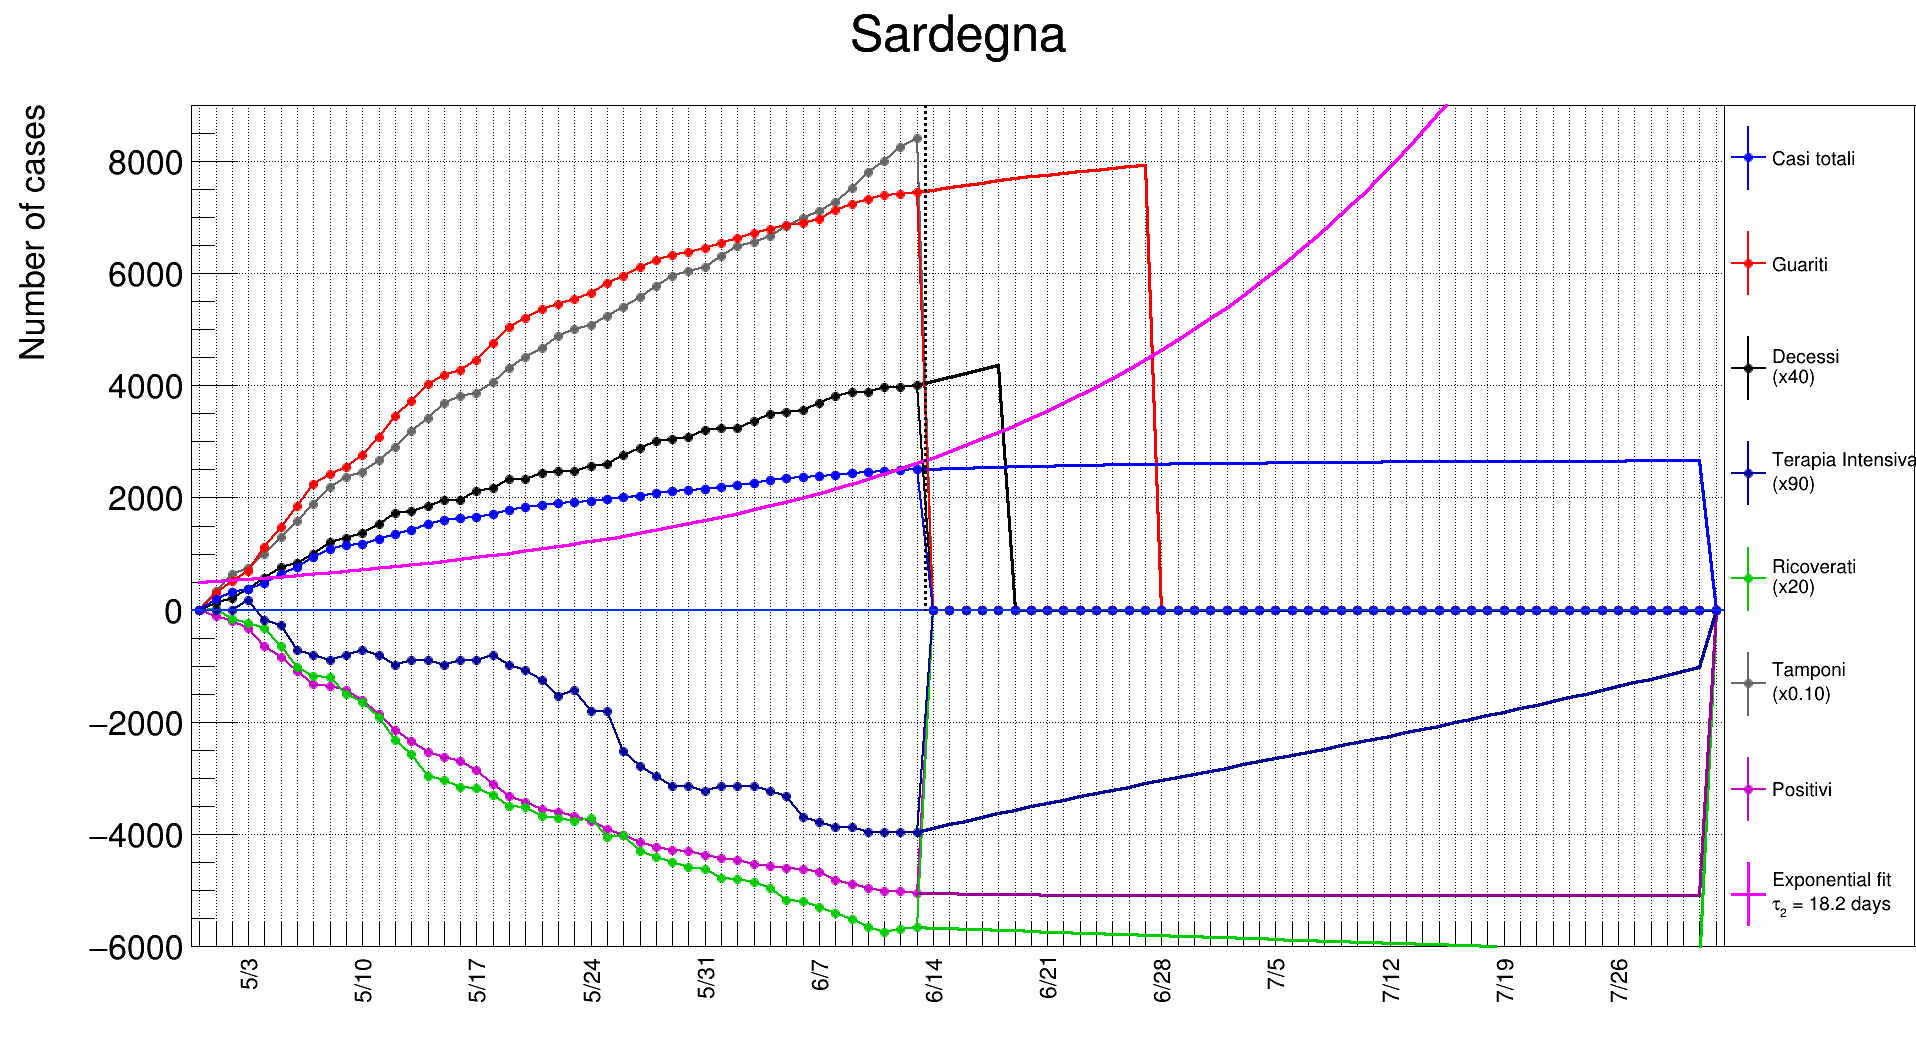 Sardegna
Number of cases
8000
6000
4000
2000
0
−2000
−4000
−6000
5/3
5/10
5/17
5/24
5/31
6/7
6/14
6/21
6/28
7/5
7/12
7/19
7/26
Casi totali
Guariti
Decessi
(x40)
Terapia Intensiva
(x90)
Ricoverati
(x20)
Tamponi
(x0.10)
Positivi
Exponential fit
τ2 = 18.2 days